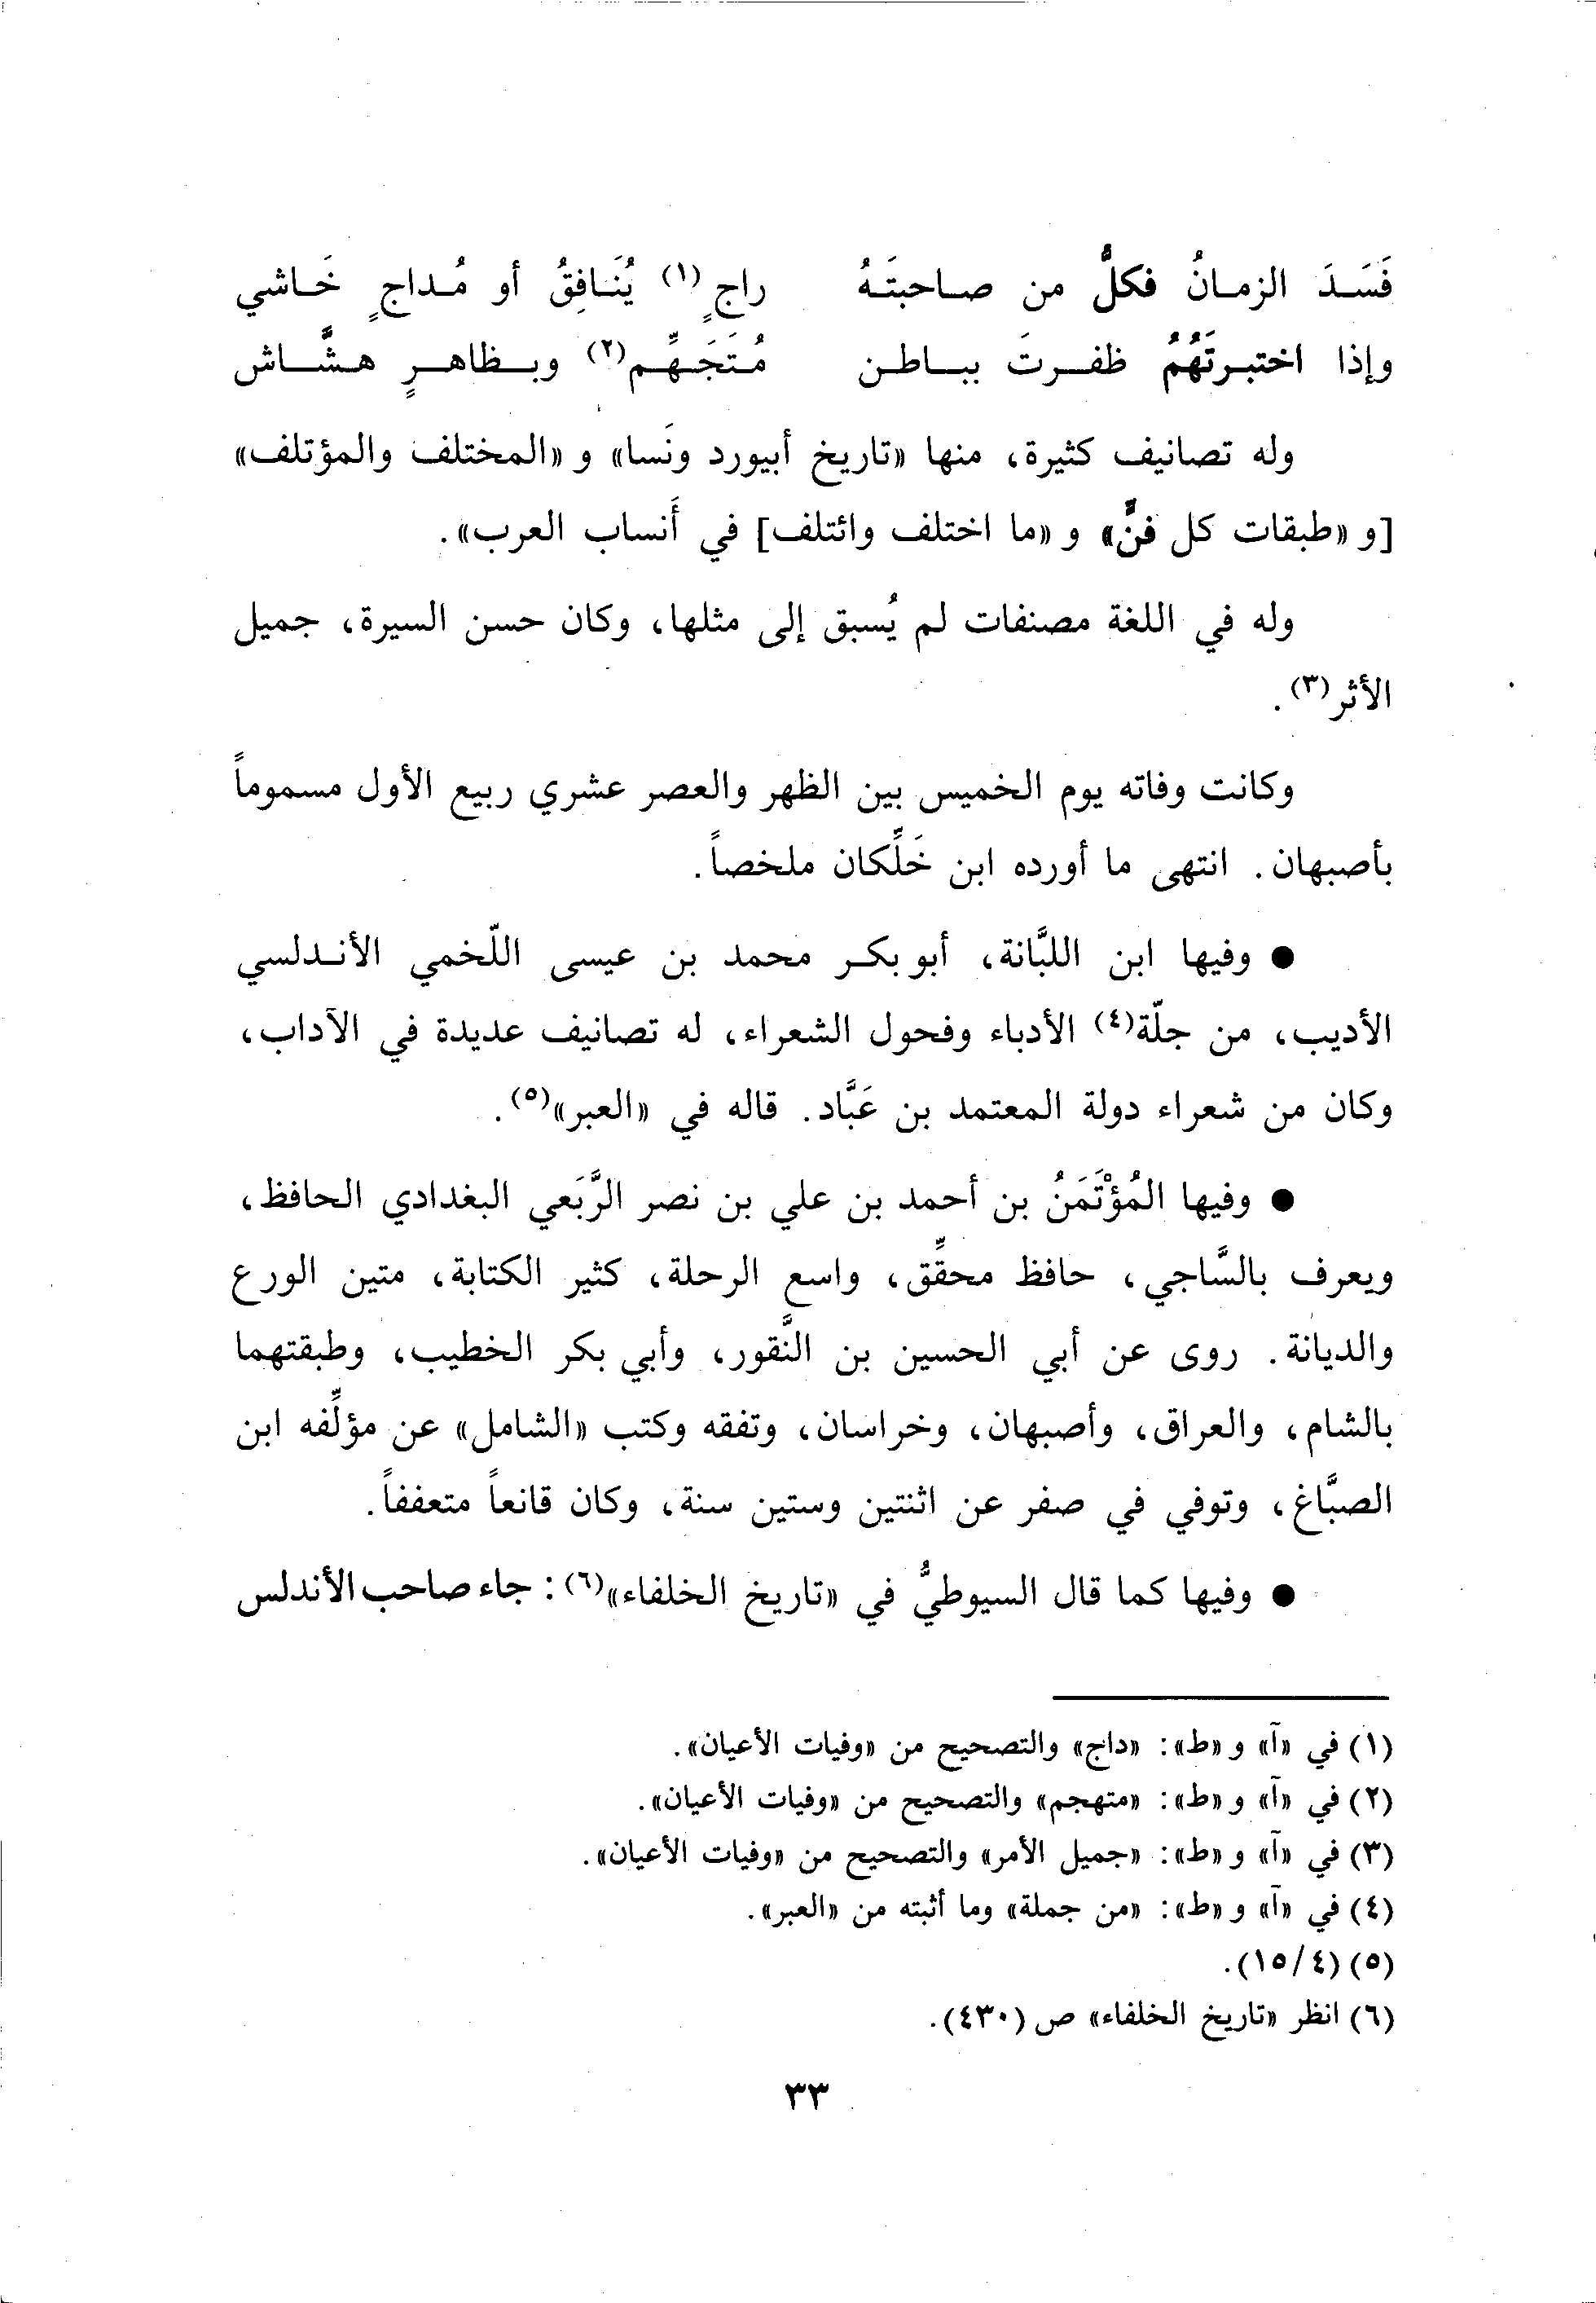 فَسَدَ الزمانُ فكلُّ من صاحبتَهُ راجٍ(١) يُنَافِقُ أو مُداجٍ خَاشي
وإذا اختبرتَهُمُ ظفرتَ بباطن مُتَجَهِّم(٢) وبظاهرٍ هشَّاش
وله تصانيف كثيرة، منها «تاريخ أبيورد ونَسا» و «المختلف والمؤتلف»
[و «طبقات كل فنٍّ» و «ما اختلف وائتلف] في أَنساب العرب».
وله في اللغة مصنفات لم يُسبق إلى مثلها، وكان حسن السيرة، جميل
الأثر(٣).
وكانت وفاته يوم الخميس بين الظهر والعصر عشري ربيع الأول مسموماً
بأصبهان. انتهى ما أورده ابن خَلِّكان ملخصاً.
● وفيها ابن اللبَّانة، أبو بكر محمد بن عيسى اللّخمي الأندلسي
الأديب، من جلّة(٤) الأدباء وفحول الشعراء، له تصانيف عديدة في الآداب،
وكان من شعراء دولة المعتمد بن عَبَّاد. قاله في «العبر»(٥).
● وفيها المُؤْتَمَنُ بن أحمد بن علي بن نصر الرَّبَعي البغدادي الحافظ،
ويعرف بالسَّاجي، حافظ محقِّق، واسع الرحلة، كثير الكتابة، متين الورع
والديانة. روى عن أبي الحسين بن النَّقور، وأبي بكر الخطيب، وطبقتهما
بالشام، والعراق، وأصبهان، وخراسان، وتفقه وكتب «الشامل» عن مؤلِّفه ابن
الصبَّاغ، وتوفي في صفر عن اثنتين وستين سنة، وكان قانعاً متعففاً.
● وفيها كما قال السيوطيُّ في «تاريخ الخلفاء»(٦): جاء صاحب الأندلس
(١) في «آ» و «ط»: «داج» والتصحيح من «وفيات الأعيان».
(٢) في «آ» و «ط»: «متهجم» والتصحيح من «وفيات الأعيان».
(٣) في «آ» و «ط»: «جميل الأمر» والتصحيح من «وفيات الأعيان».
(٤) في «آ» و «ط»: «من جملة» وما أثبته من «العبر».
(٥) (٤/١٥).
(٦) انظر «تاريخ الخلفاء» ص (٤٣٠).
٣٣